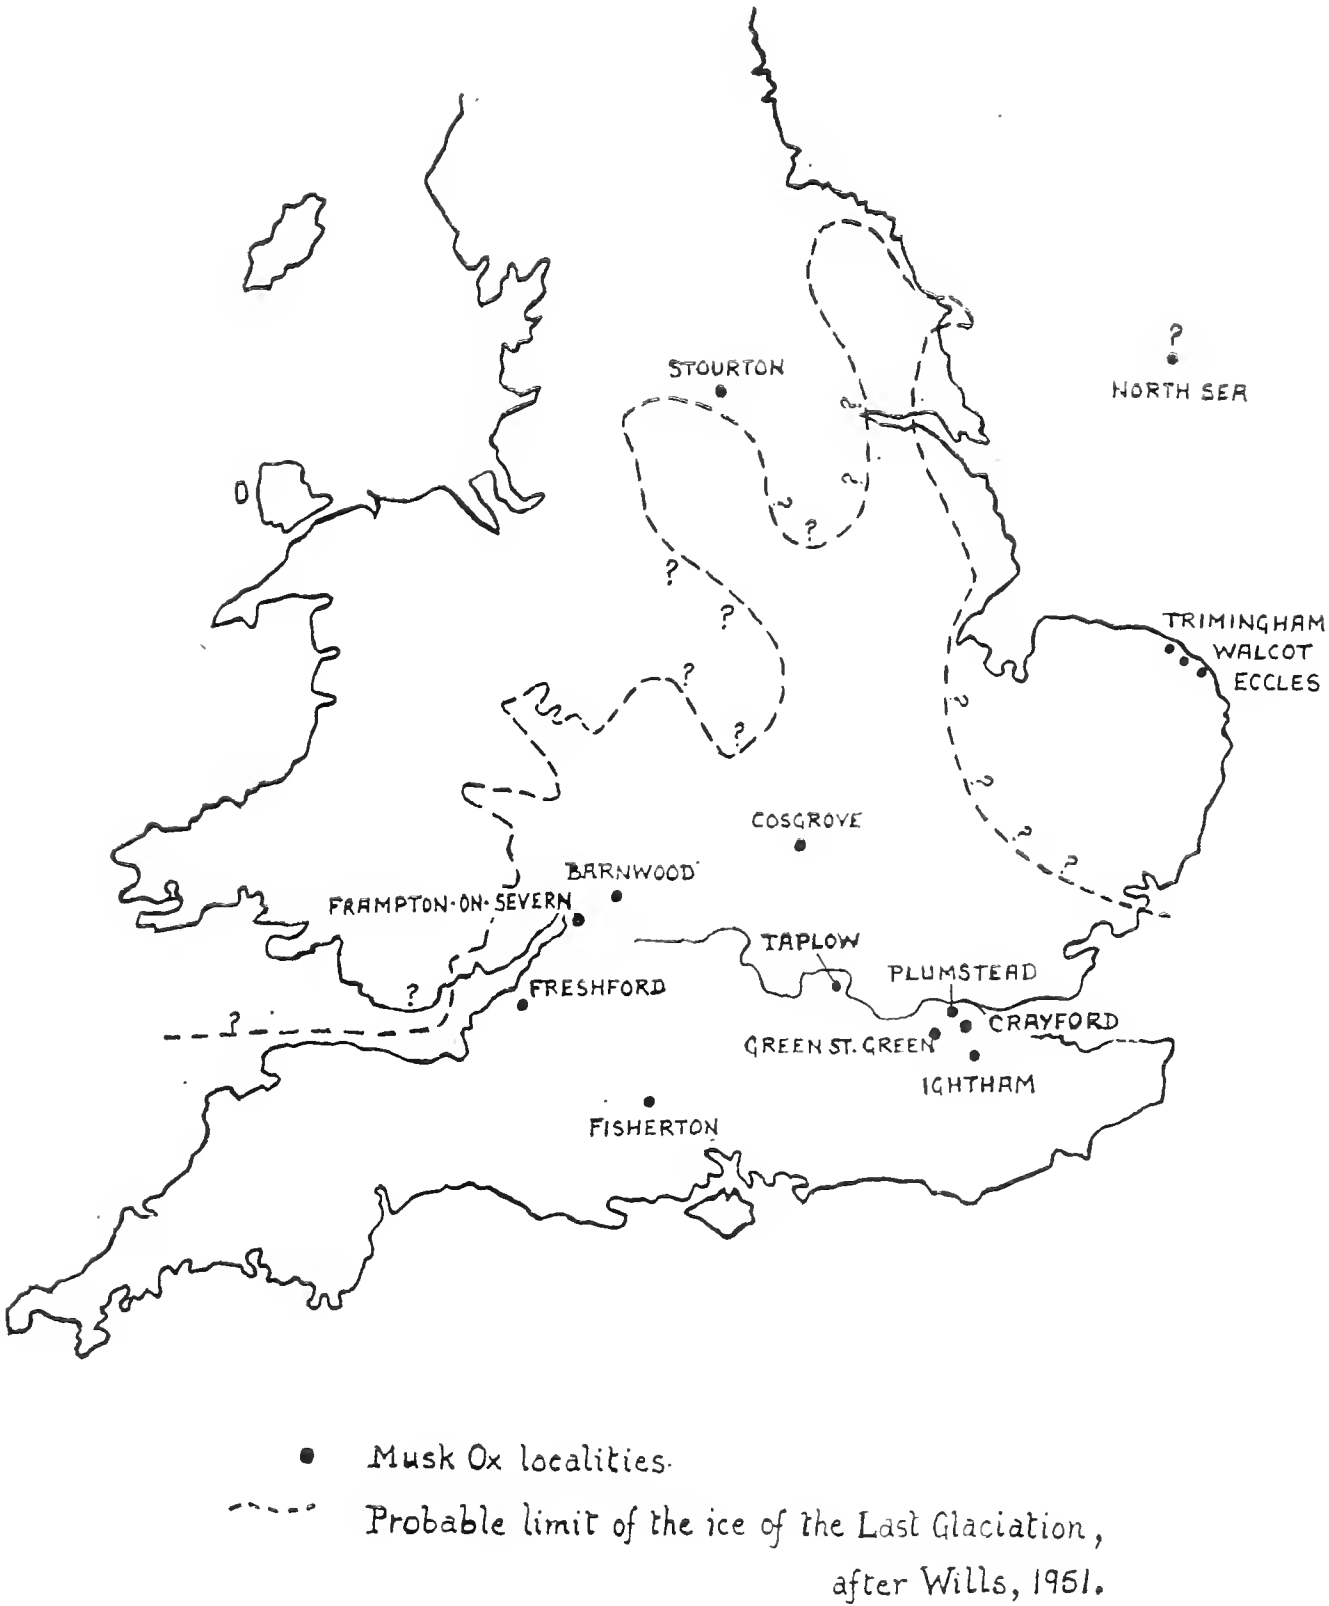 ?
STOURTON
NORTH SEA
?
?
?
?
?
?
TRIMINGHAM
WALCOT
ECCLES
?
?
?
?
?
?
?
COSGROVE
BARNWOOD
FRAMPTON·ON·SEVERN
TAPLOW
PLUMSTEAD
FRESHFORD
?
?
CRAYFORD
GREEN ST. GREEN
IGHTHAM
FISHERTON
Musk Ox localities.
Probable limit of the ice of the Last Glaciation,
after Wills, 1951.